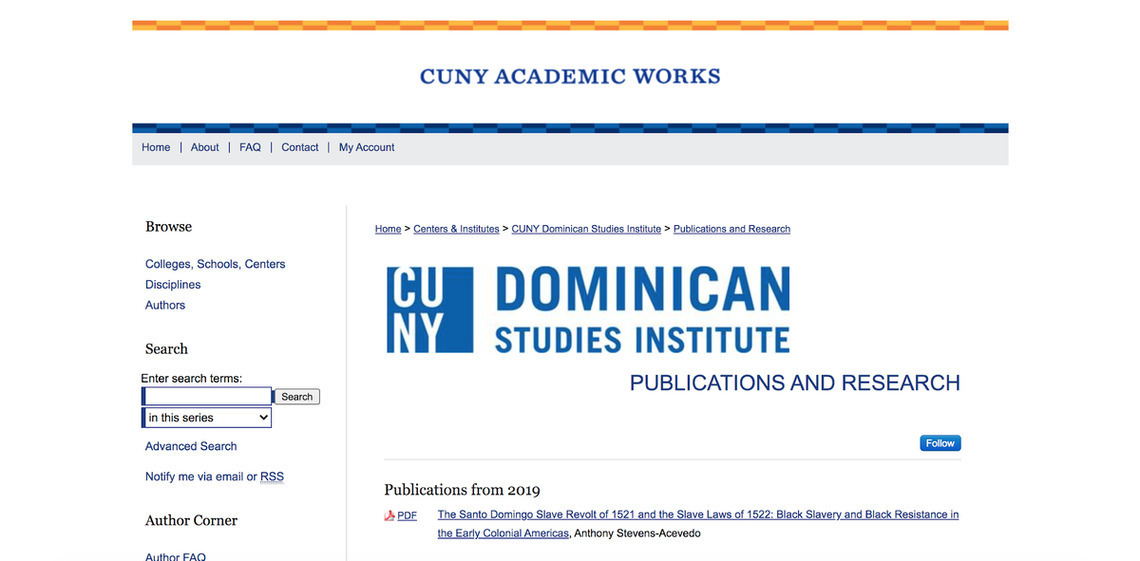 CUNY ACADEMIC WORKS
Home | About | FAQ | Contact | My Account
Browse
Colleges, Schools, Centers
Disciplines
Authors
Search
Enter search terms:
Search
in this series
Advanced Search
Notify me via email or RSS
Author Corner
Author FAQ
Home > Centers & Institutes > CUNY Dominican Studies Institute > Publications and Research
CU
NY
DOMINICAN
STUDIES INSTITUTE
PUBLICATIONS AND RESEARCH
Follow
Publications from 2019
PDF The Santo Domingo Slave Revolt of 1521 and the Slave Laws of 1522: Black Slavery and Black Resistance in
the Early Colonial Americas, Anthony Stevens-Acevedo